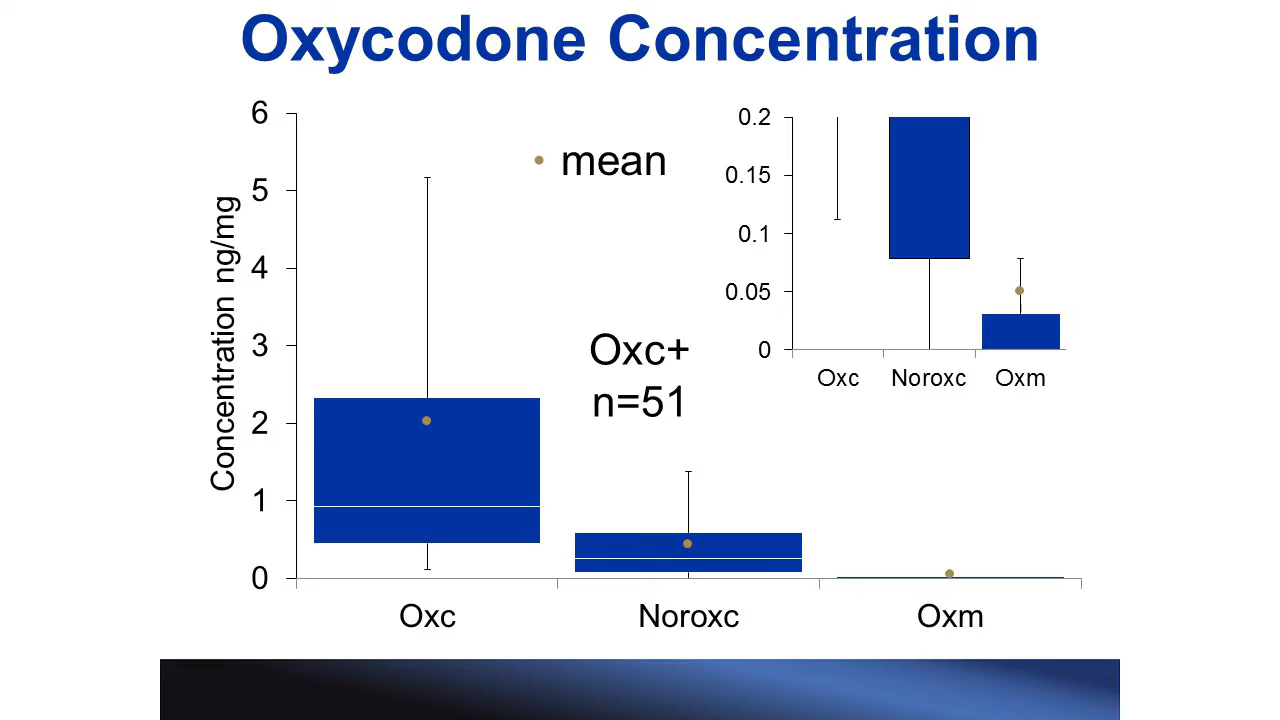 Oxycodone Concentration
Concentration ng/mg
6
5
4
3
2
1
0
mean
Oxc+
n=51
Oxc
Noroxc
Oxm
0.2
0.15
0.1
0.05
0
Oxc
Noroxc
Oxm